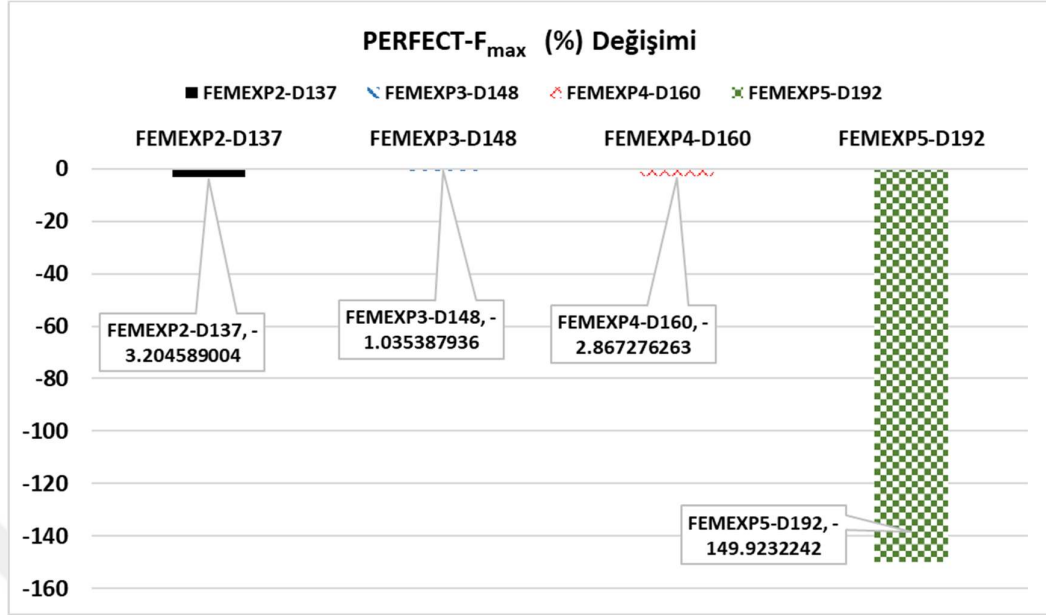 PERFECT-Fmax (%) Değişimi
FEMEXP2-D137 FEMEXP3-D148 FEMEXP4-D160 FEMEXP5-D192
FEMEXP2-D137 FEMEXP3-D148 FEMEXP4-D160 FEMEXP5-D192
0
-20
-40
-60
-80
-100
-120
-140
-160
FEMEXP2-D137, -
3.204589004
FEMEXP3-D148, -
1.035387936
FEMEXP4-D160, -
2.867276263
FEMEXP5-D192, -
149.9232242